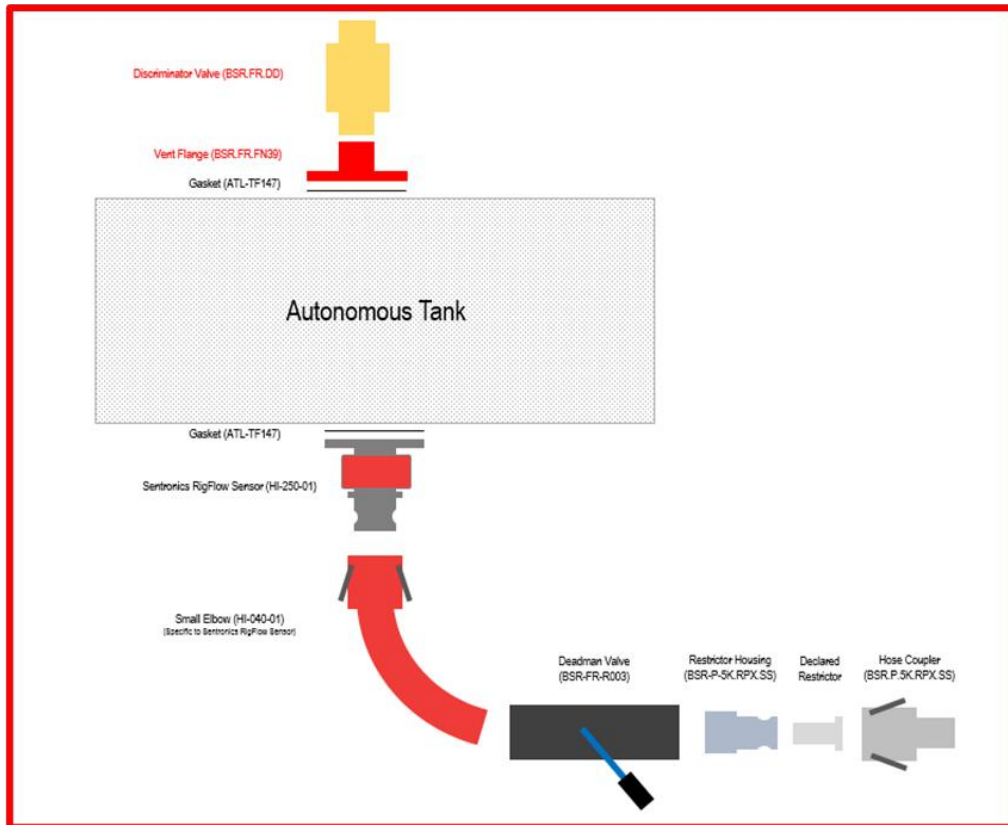 Discriminator Valve (BSR.FR.DD)
Vent Flange (BSR.FR.FN39)
Gasket (ATL-TF147)
Autonomous Tank
Gasket (ATL-TF147)
Sentronics RigFlow Sensor (HI-250-01)
Small Elbow (HI-040-01)
(Specific to Sentronics RigFlow Sensor)
Deadman Valve
(BSR-FR-R003)
Restrictor Housing
(BSR-P-5K.RPX.SS)
Declared
Restrictor
Hose Coupler
(BSR.P.5K.RPX.SS)